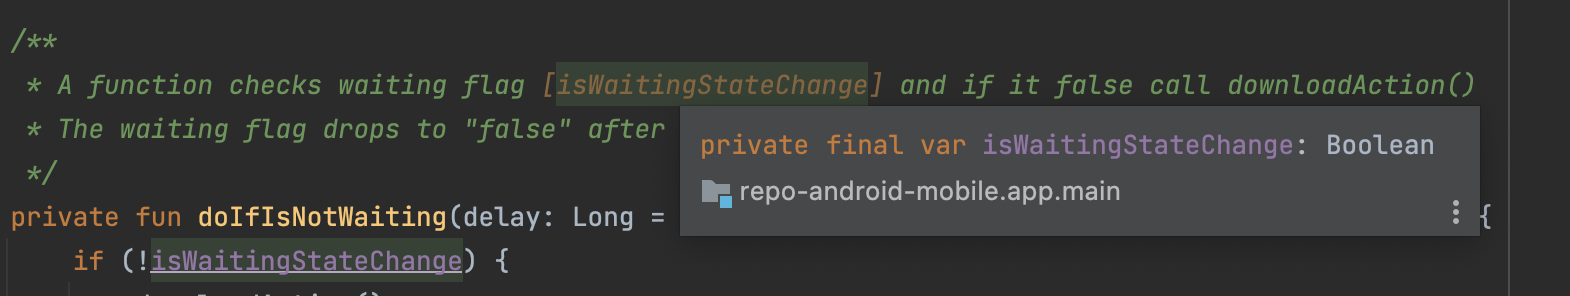 /**
* A function checks waiting flag [isWaitingStateChange] and if it false call downloadAction()
* The waiting flag drops to "false" after
private final var isWaitingStateChange: Boolean
*/
repo-android-mobile.app.main
private fun doIfIsNotWaiting(delay: Long = {
if (!isWaitingStateChange) {